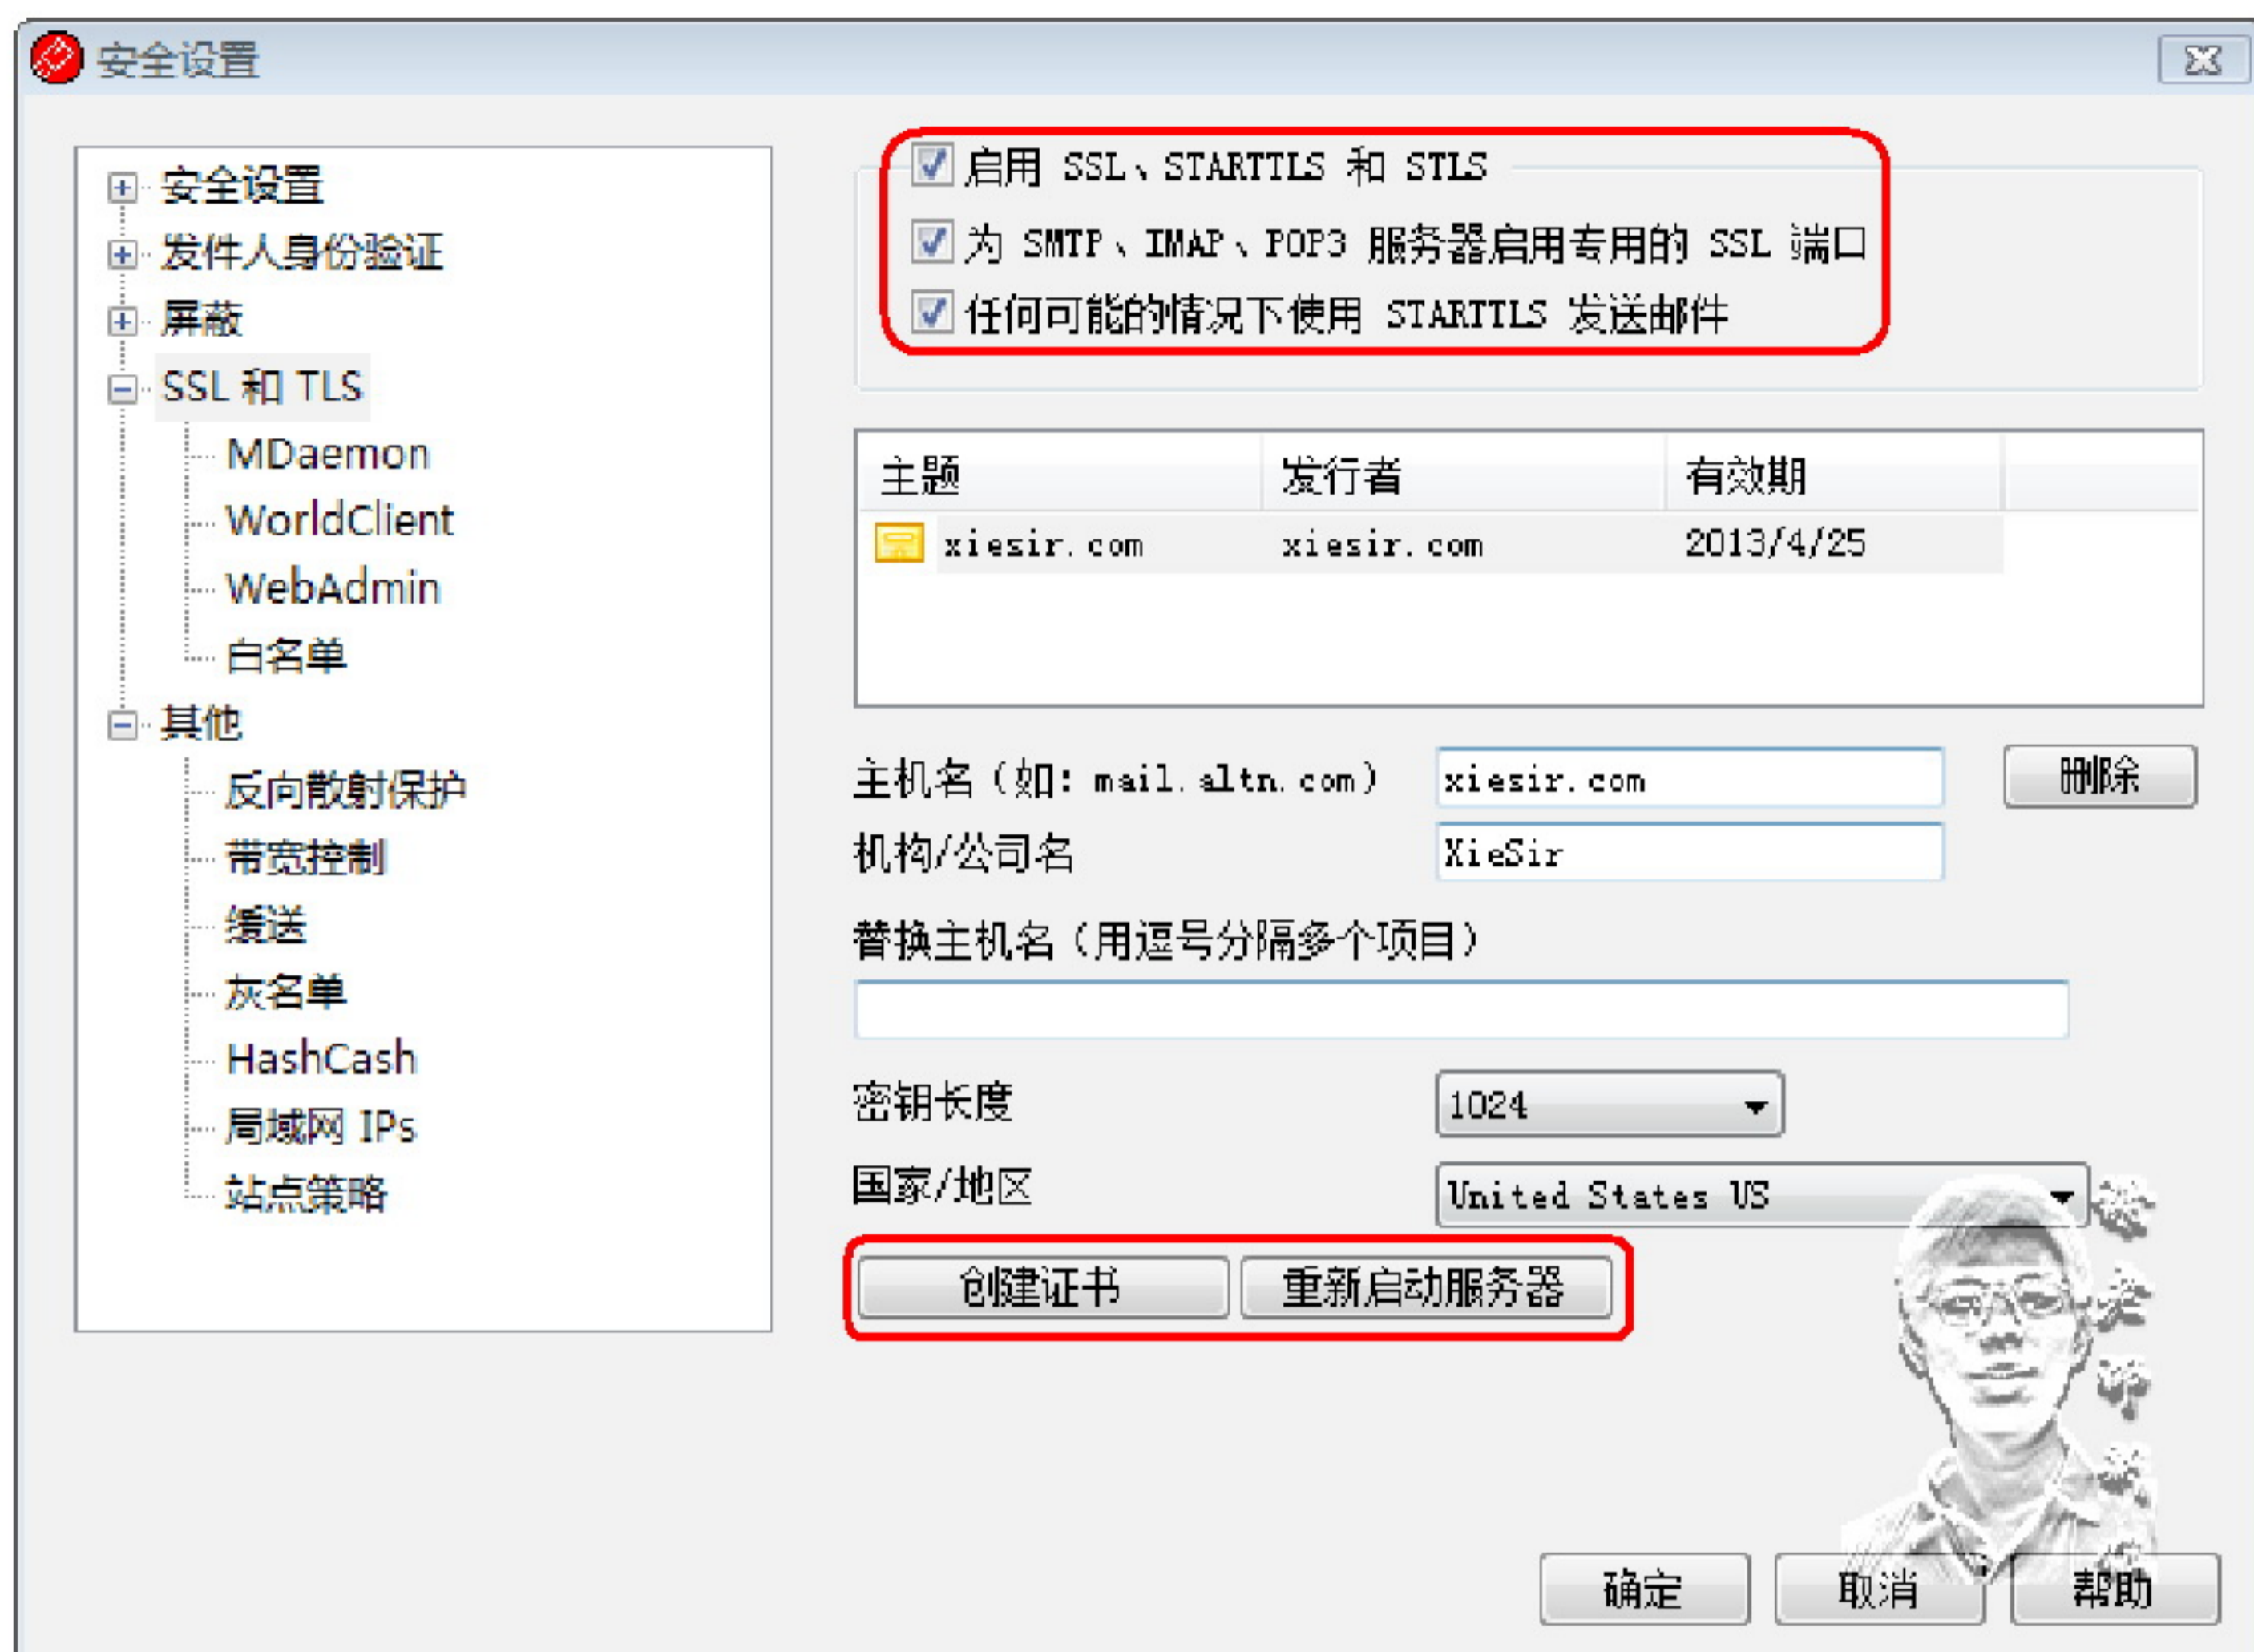 安全设置
安全设置
发件人身份验证
屏蔽
SSL 和 TLS
MDaemon
WorldClient
WebAdmin
白名单
其他
反向散射保护
带宽控制
缓送
灰名单
HashCash
局域网 IPs
站点策略
启用 SSL、STARTTLS 和 STLS
为 SMTP、IMAP、POP3 服务器启用专用的 SSL 端口
任何可能的情况下使用 STARTTLS 发送邮件
主题 发行者 有效期
xiesir.com xiesir.com 2013/4/25
主机名（如：mail.altn.com） xiesir.com 删除
机构/公司名 XieSir
替换主机名（用逗号分隔多个项目）
密钥长度 1024
国家/地区 United States US
创建证书 重新启动服务器
确定 取消 帮助